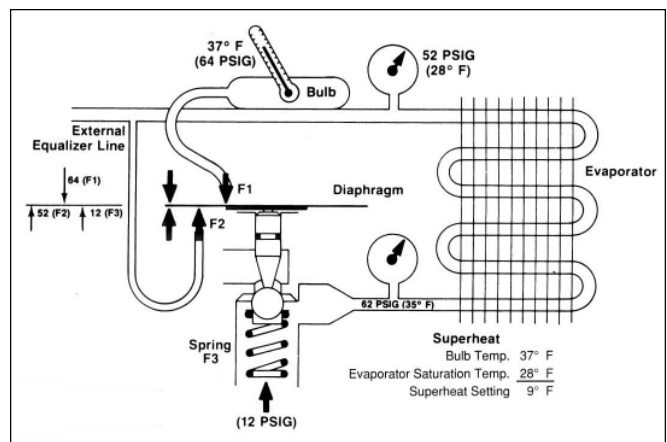 37° F
(64 PSIG)
Bulb
52 PSIG
(28° F)
External
Equalizer Line
64 (F1)
52 (F2)
12 (F3)
F1
F2
Diaphragm
Evaporator
62 PSIG (35° F)
Spring
F3
(12 PSIG)
Superheat
Bulb Temp. 37° F
Evaporator Saturation Temp. 28° F
Superheat Setting 9° F